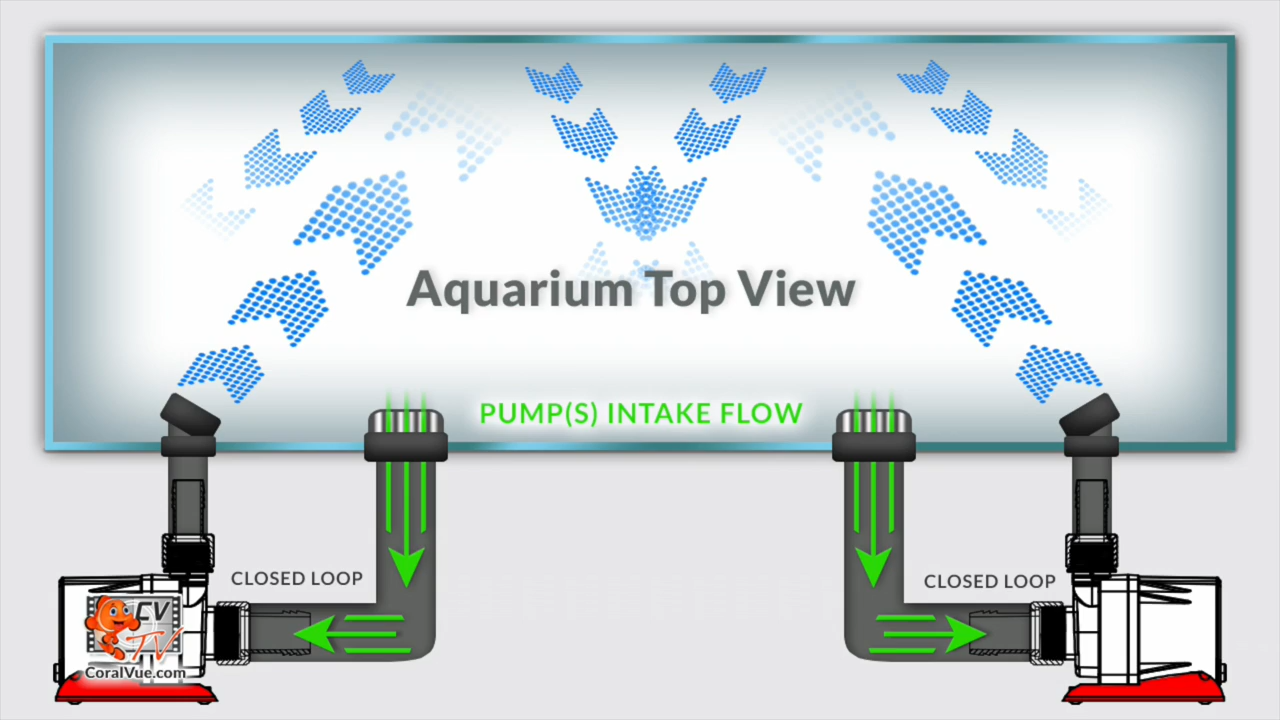 Aquarium Top View
PUMP(S) INTAKE FLOW
CLOSED LOOP
CLOSED LOOP
CV
TV
CoralVue.com